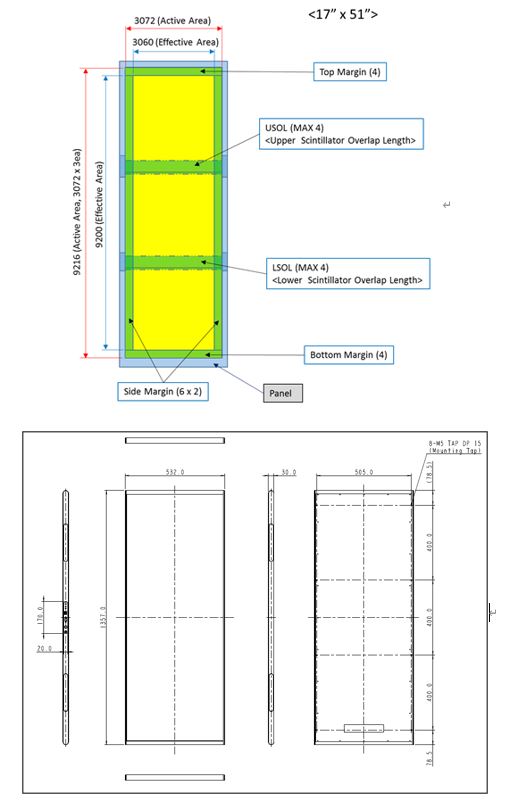 <17” x 51”>
3072 (Active Area)
3060 (Effective Area)
Top Margin (4)
USOL (MAX 4)
<Upper Scintillator Overlap Length>
9216 (Active Area, 3072 x 3ea)
9200 (Effective Area)
LSOL (MAX 4)
<Lower Scintillator Overlap Length>
Bottom Margin (4)
Side Margin (6 x 2)
Panel
8-M5 TAP DP 15
(Mounting Tap)
532.0
30.0
505.0
(78.5)
400.0
170.0
1357.0
400.0
20.0
400.0
78.5